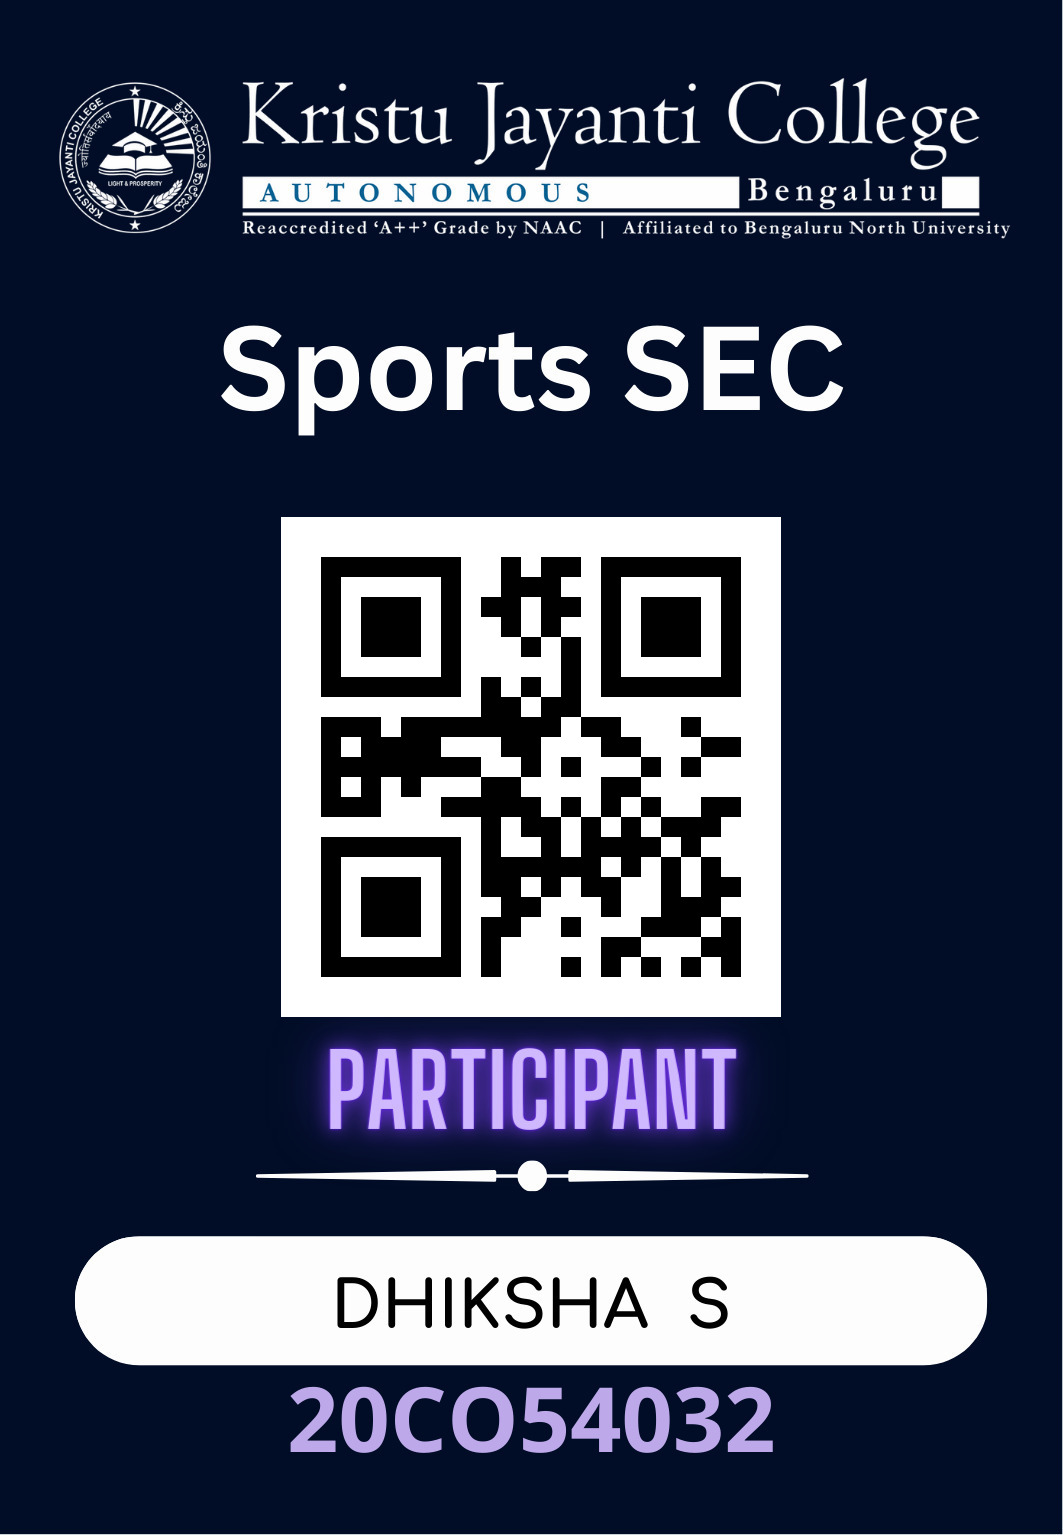 Kristu Jayanti College
AUTONOMOUS Bengaluru
Reaccredited ‘A++’ Grade by NAAC | Affiliated to Bengaluru North University
KRISTU JAYANTI COLLEGE
LIGHT & PROSPERITY
Sports SEC
PARTICIPANT
DHIKSHA S
20CO54032